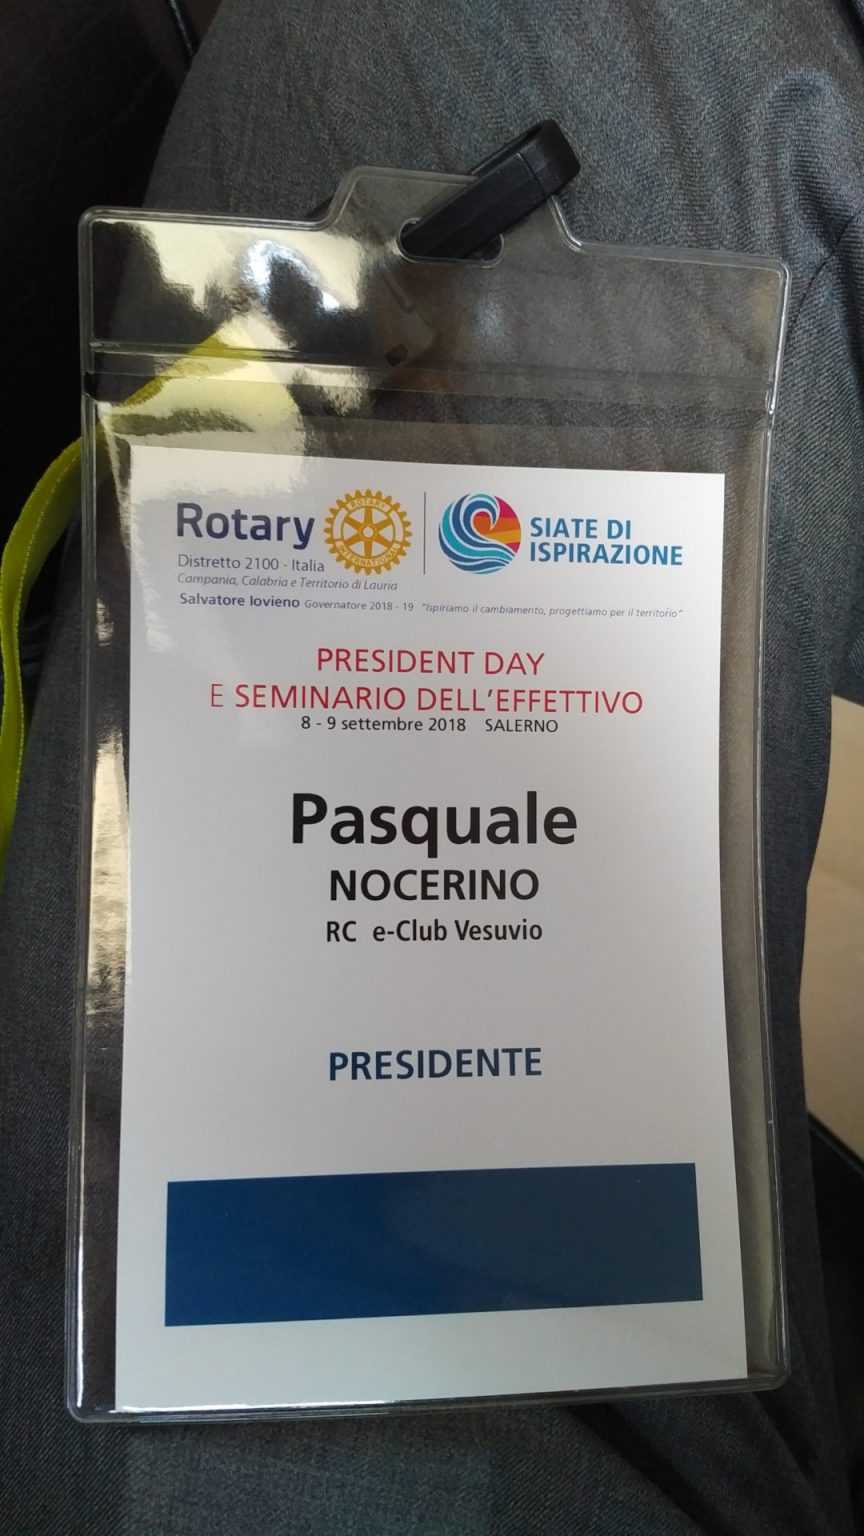 Rotary
ROTARY
INTERNATIONAL
SIATE DI
ISPIRAZIONE
Distretto 2100 - Italia
Campania, Calabria e Territorio di Lauria
Salvatore Iovieno Governatore 2018 - 19 "Ispiriamo il cambiamento, progettiamo per il territorio"
PRESIDENT DAY
E SEMINARIO DELL'EFFETTIVO
8 - 9 settembre 2018 SALERNO
Pasquale
NOCERINO
RC e-Club Vesuvio
PRESIDENTE